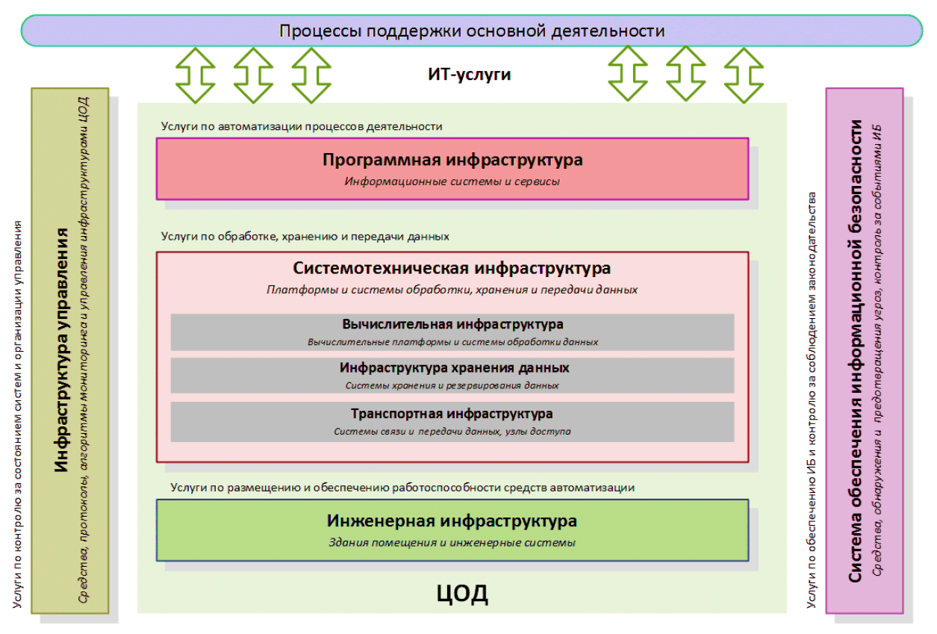 Процессы поддержки основной деятельности
ИТ-услуги
Услуги по контролю за состоянием систем и организации управления
Инфраструктура управления
Средства, протоколы, алгоритмы мониторинга и управления инфраструктурами ЦОД
Услуги по автоматизации процессов деятельности
Программная инфраструктура
Информационные системы и сервисы
Услуги по обработке, хранению и передачи данных
Системотехническая инфраструктура
Платформы и системы обработки, хранения и передачи данных
Вычислительная инфраструктура
Вычислительные платформы и системы обработки данных
Инфраструктура хранения данных
Системы хранения и резервирования данных
Транспортная инфраструктура
Системы связи и передачи данных, узлы доступа
Услуги по размещению и обеспечению работоспособности средств автоматизации
Инженерная инфраструктура
Здания помещения и инженерные системы
ЦОД
Услуги по обеспечению ИБ и контролю за соблюдением законодательства
Система обеспечения информационной безопасности
Средства, обнаружения и предотвращения угроз, контроль за событиями ИБ